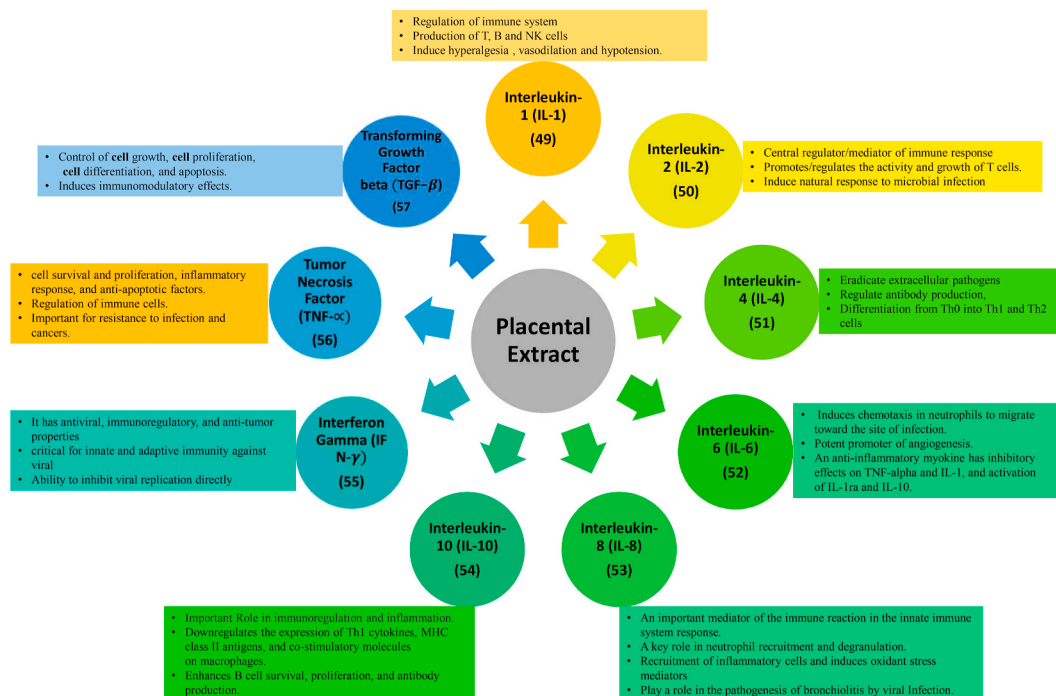 • Regulation of immune system
• Production of T, B and NK cells
• Induce hyperalgesia , vasodilation and hypotension.
Interleukin-
1 (IL-1)
(49)
Interleukin-
2 (IL-2)
(50)
• Central regulator/mediator of immune response
• Promotes/regulates the activity and growth of T cells.
• Induce natural response to microbial infection
Interleukin-
4 (IL-4)
(51)
• Eradicate extracellular pathogens
• Regulate antibody production,
• Differentiation from Th0 into Th1 and Th2
cells
Interleukin-
6 (IL-6)
(52)
• Induces chemotaxis in neutrophils to migrate
toward the site of infection.
• Potent promoter of angiogenesis.
• An anti-inflammatory myokine has inhibitory
effects on TNF-alpha and IL-1, and activation
of IL-1ra and IL-10.
Interleukin-
8 (IL-8)
(53)
• An important mediator of the immune reaction in the innate immune
system response.
• A key role in neutrophil recruitment and degranulation.
• Recruitment of inflammatory cells and induces oxidant stress
mediators
• Play a role in the pathogenesis of bronchiolitis by viral Infection.
Interleukin-
10 (IL-10)
(54)
• Important Role in immunoregulation and inflammation.
• Downregulates the expression of Th1 cytokines, MHC
class II antigens, and co-stimulatory molecules
on macrophages.
• Enhances B cell survival, proliferation, and antibody
production.
Interferon
Gamma (IF
N-γ)
(55)
• It has antiviral, immunoregulatory, and anti-tumor
properties
• critical for innate and adaptive immunity against
viral
• Ability to inhibit viral replication directly
Tumor
Necrosis
Factor
(TNF-∝)
(56)
• cell survival and proliferation, inflammatory
response, and anti-apoptotic factors.
• Regulation of immune cells.
• Important for resistance to infection and
cancers.
Transforming
Growth
Factor
beta (TGF−β)
(57
• Control of cell growth, cell proliferation,
cell differentiation, and apoptosis.
• Induces immunomodulatory effects.
Placental
Extract